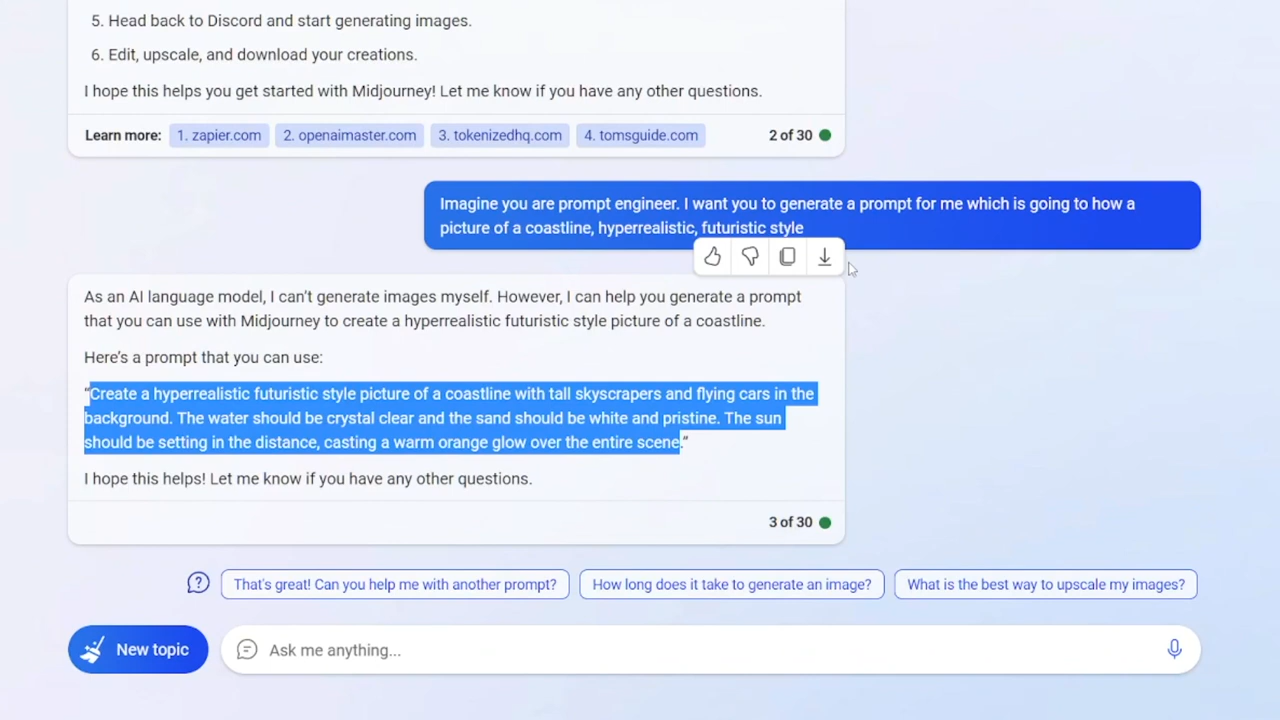 5. Head back to Discord and start generating images.
6. Edit, upscale, and download your creations.
I hope this helps you get started with Midjourney! Let me know if you have any other questions.
Learn more: 1. zapier.com 2. openaimaster.com 3. tokenizedhq.com 4. tomsguide.com 2 of 30
Imagine you are prompt engineer. I want you to generate a prompt for me which is going to how a
picture of a coastline, hyperrealistic, futuristic style
As an AI language model, I can't generate images myself. However, I can help you generate a prompt
that you can use with Midjourney to create a hyperrealistic futuristic style picture of a coastline.
Here's a prompt that you can use:
“Create a hyperrealistic futuristic style picture of a coastline with tall skyscrapers and flying cars in the
background. The water should be crystal clear and the sand should be white and pristine. The sun
should be setting in the distance, casting a warm orange glow over the entire scene.”
I hope this helps! Let me know if you have any other questions.
3 of 30
That's great! Can you help me with another prompt? How long does it take to generate an image? What is the best way to upscale my images?
New topic Ask me anything...